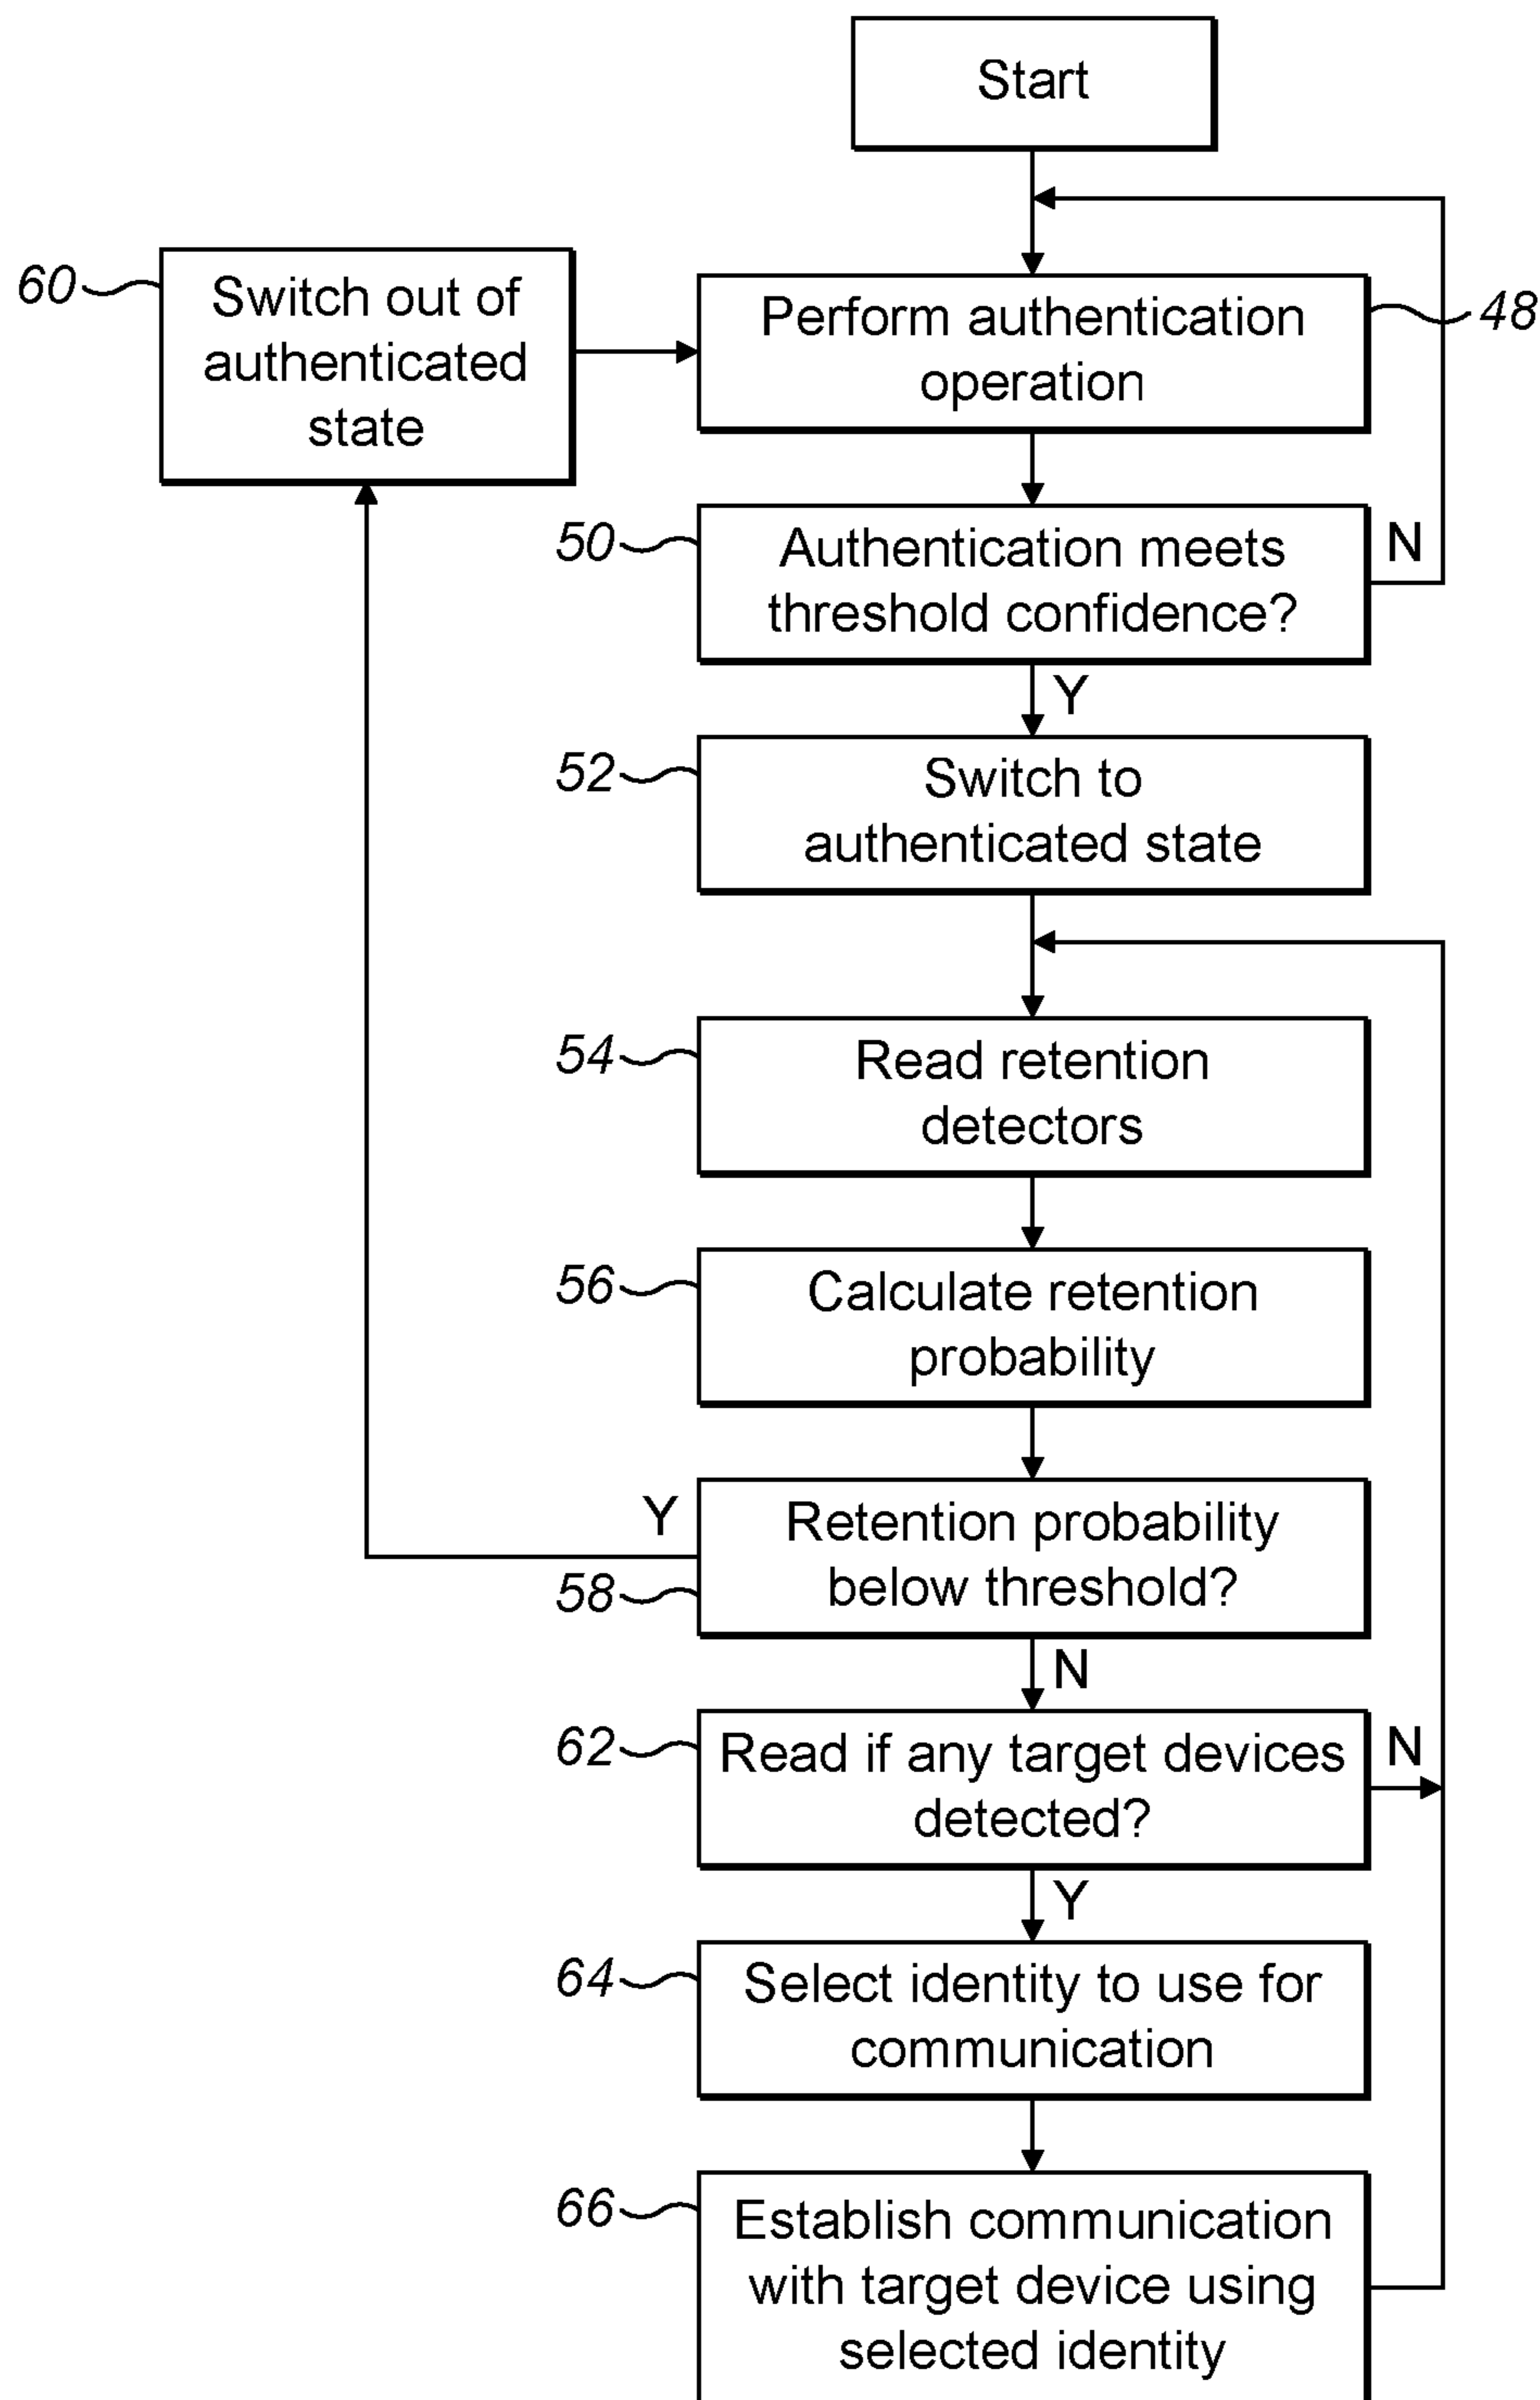 Start
60
Switch out of
authenticated
state
Perform authentication
operation
48
50
Authentication meets
threshold confidence?
N
Y
52
Switch to
authenticated state
54
Read retention
detectors
56
Calculate retention
probability
Y
58
Retention probability
below threshold?
N
62
Read if any target devices
detected?
N
Y
64
Select identity to use for
communication
66
Establish communication
with target device using
selected identity